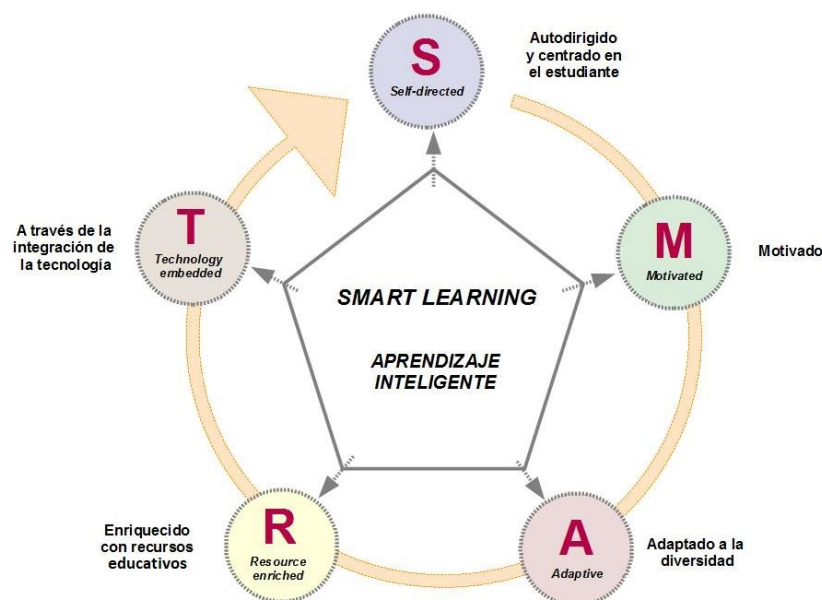 S
Self-directed
Autodirigido
y centrado en
el estudiante
M
Motivated
Motivado
A
Adaptive
Adaptado a la
diversidad
R
Resource
enriched
Enriquecido
con recursos
educativos
T
Technology
embedded
A través de la
integración de
la tecnología
SMART LEARNING
APRENDIZAJE
INTELIGENTE